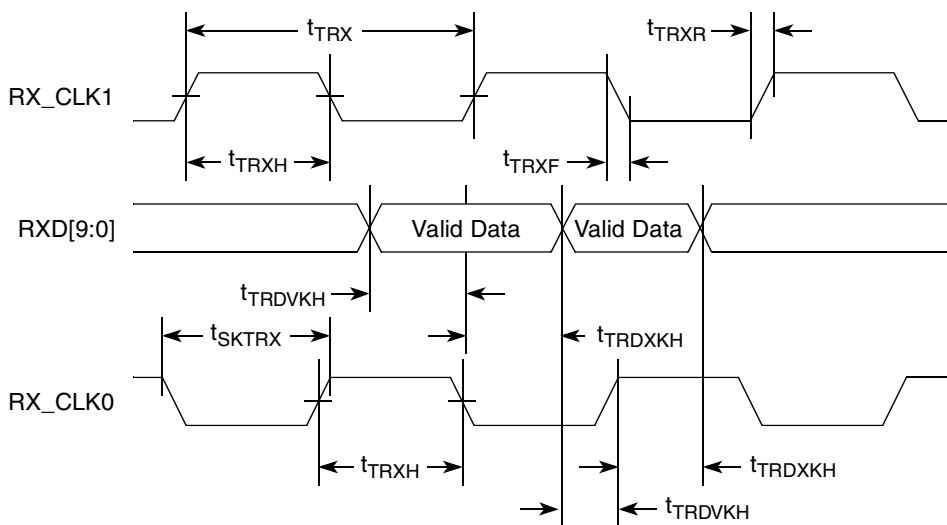 tTRX
tTRXR
RX_CLK1
tTRXH
tTRXF
RXD[9:0]
Valid Data
Valid Data
tTRDVKH
tSKTRX
tTRDXKH
RX_CLK0
tTRXH
tTRDXKH
tTRDVKH